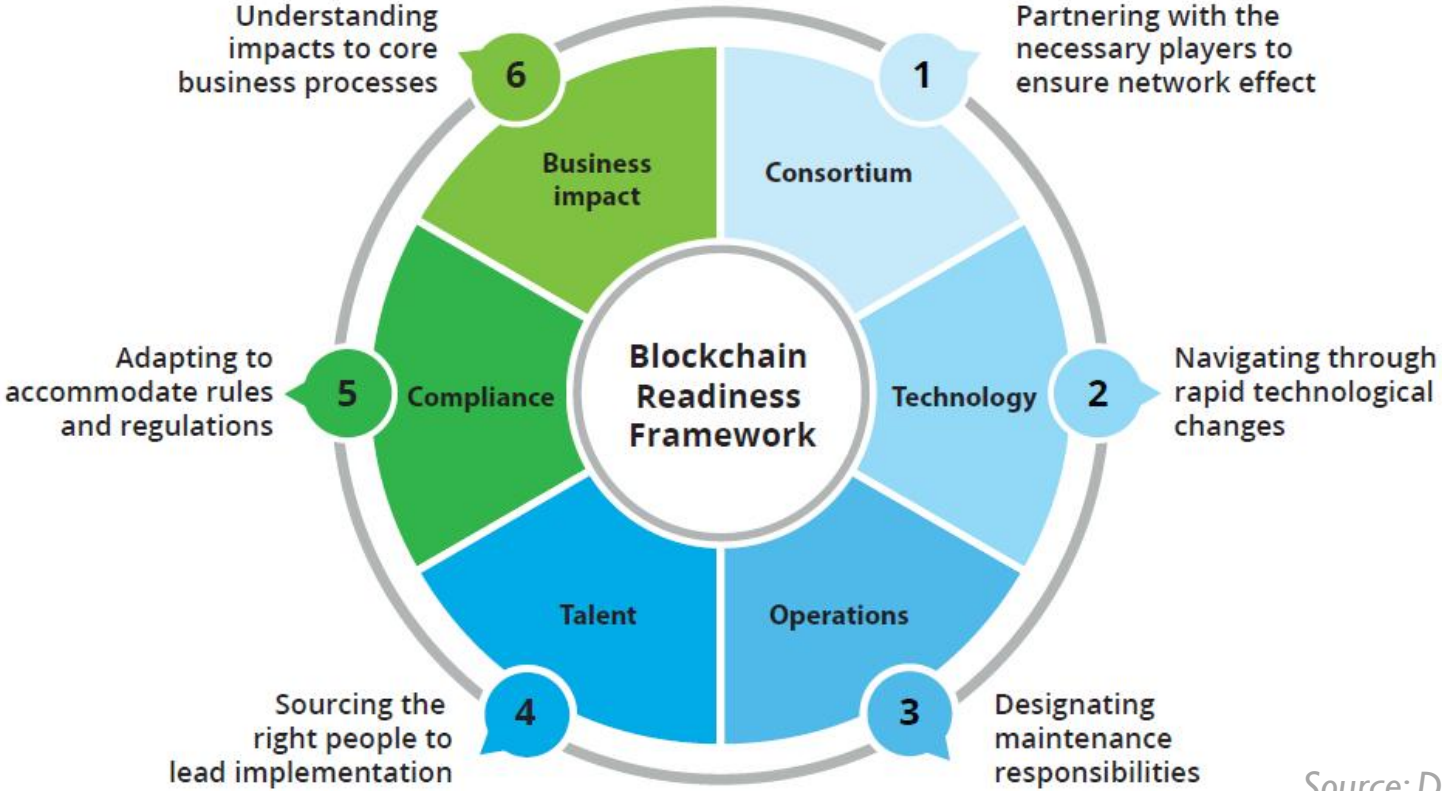 Understanding
impacts to core
business processes
6
Business
impact
1
Partnering with the
necessary players to
ensure network effect
Consortium
Blockchain
Readiness
Framework
Technology
2
Navigating through
rapid technological
changes
Operations
3
Designating
maintenance
responsibilities
Talent
4
Sourcing the
right people to
lead implementation
Compliance
5
Adapting to
accommodate rules
and regulations
Source: